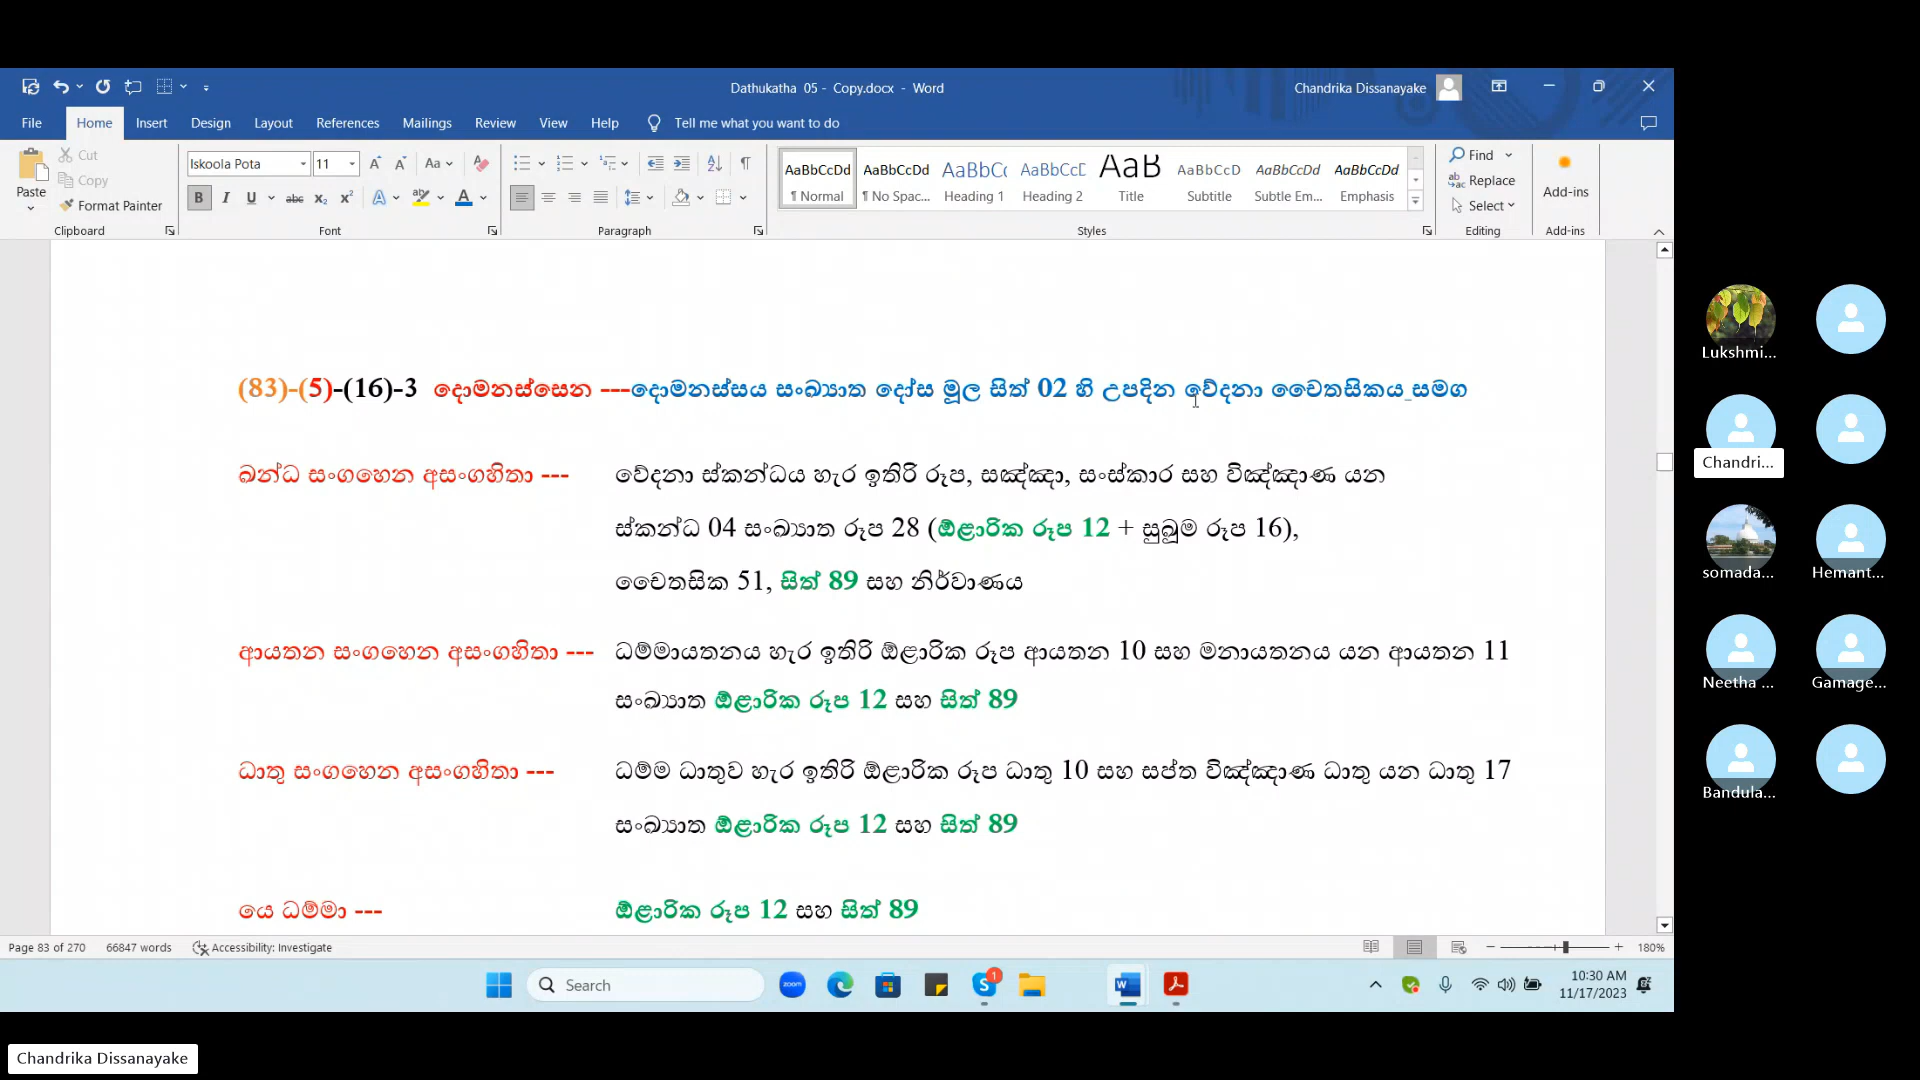 Dathukatha 05 - Copy.docx - Word
Chandrika Dissanayake
File Home Insert Design Layout References Mailings Review View Help Tell me what you want to do
Paste
Cut
Copy
Format Painter
Clipboard
Iskoola Pota 11
Font
Paragraph
AaBbCcDd AaBbCcDd AaBbCc AaBbCcD AaB AaBbCcD AaBbCcDd AaBbCcDd
¶ Normal ¶ No Spac... Heading 1 Heading 2 Title Subtitle Subtle Em... Emphasis
Styles
Find
Replace
Select
Editing
Add-ins
Add-ins
(83)-(5)-(16)-3 දොමනස්සෙන ---දොමනස්සය සංඛ්‍යාත දෝස මූල සිත් 02 හි උපදින වේදනා චෛතසිකය සමග
ඛන්ධ සංගහෙන අසංගහිතා --- වේදනා ස්කන්ධය හැර ඉතිරි රූප, සඤ්ඤා, සංස්කාර සහ විඤ්ඤාණ යන
ස්කන්ධ 04 සංඛ්‍යාත රූප 28 (ඕළාරික රූප 12 + සුඛුම රූප 16),
චෛතසික 51, සිත් 89 සහ නිර්වාණය
ආයතන සංගහෙන අසංගහිතා --- ධම්මායතනය හැර ඉතිරි ඕළාරික රූප ආයතන 10 සහ මනායතනය යන ආයතන 11
සංඛ්‍යාත ඕළාරික රූප 12 සහ සිත් 89
ධාතු සංගහෙන අසංගහිතා --- ධම්ම ධාතුව හැර ඉතිරි ඕළාරික රූප ධාතු 10 සහ සප්ත විඤ්ඤාණ ධාතු යන ධාතු 17
සංඛ්‍යාත ඕළාරික රූප 12 සහ සිත් 89
යෙ ධම්මා --- ඕළාරික රූප 12 සහ සිත් 89
Page 83 of 270 66847 words Accessibility: Investigate 180%
Search
zoom
1
10:30 AM
11/17/2023
Lukshmi...
Chandri...
somada...
Hemant...
Neetha ...
Gamage...
Bandula...
Chandrika Dissanayake